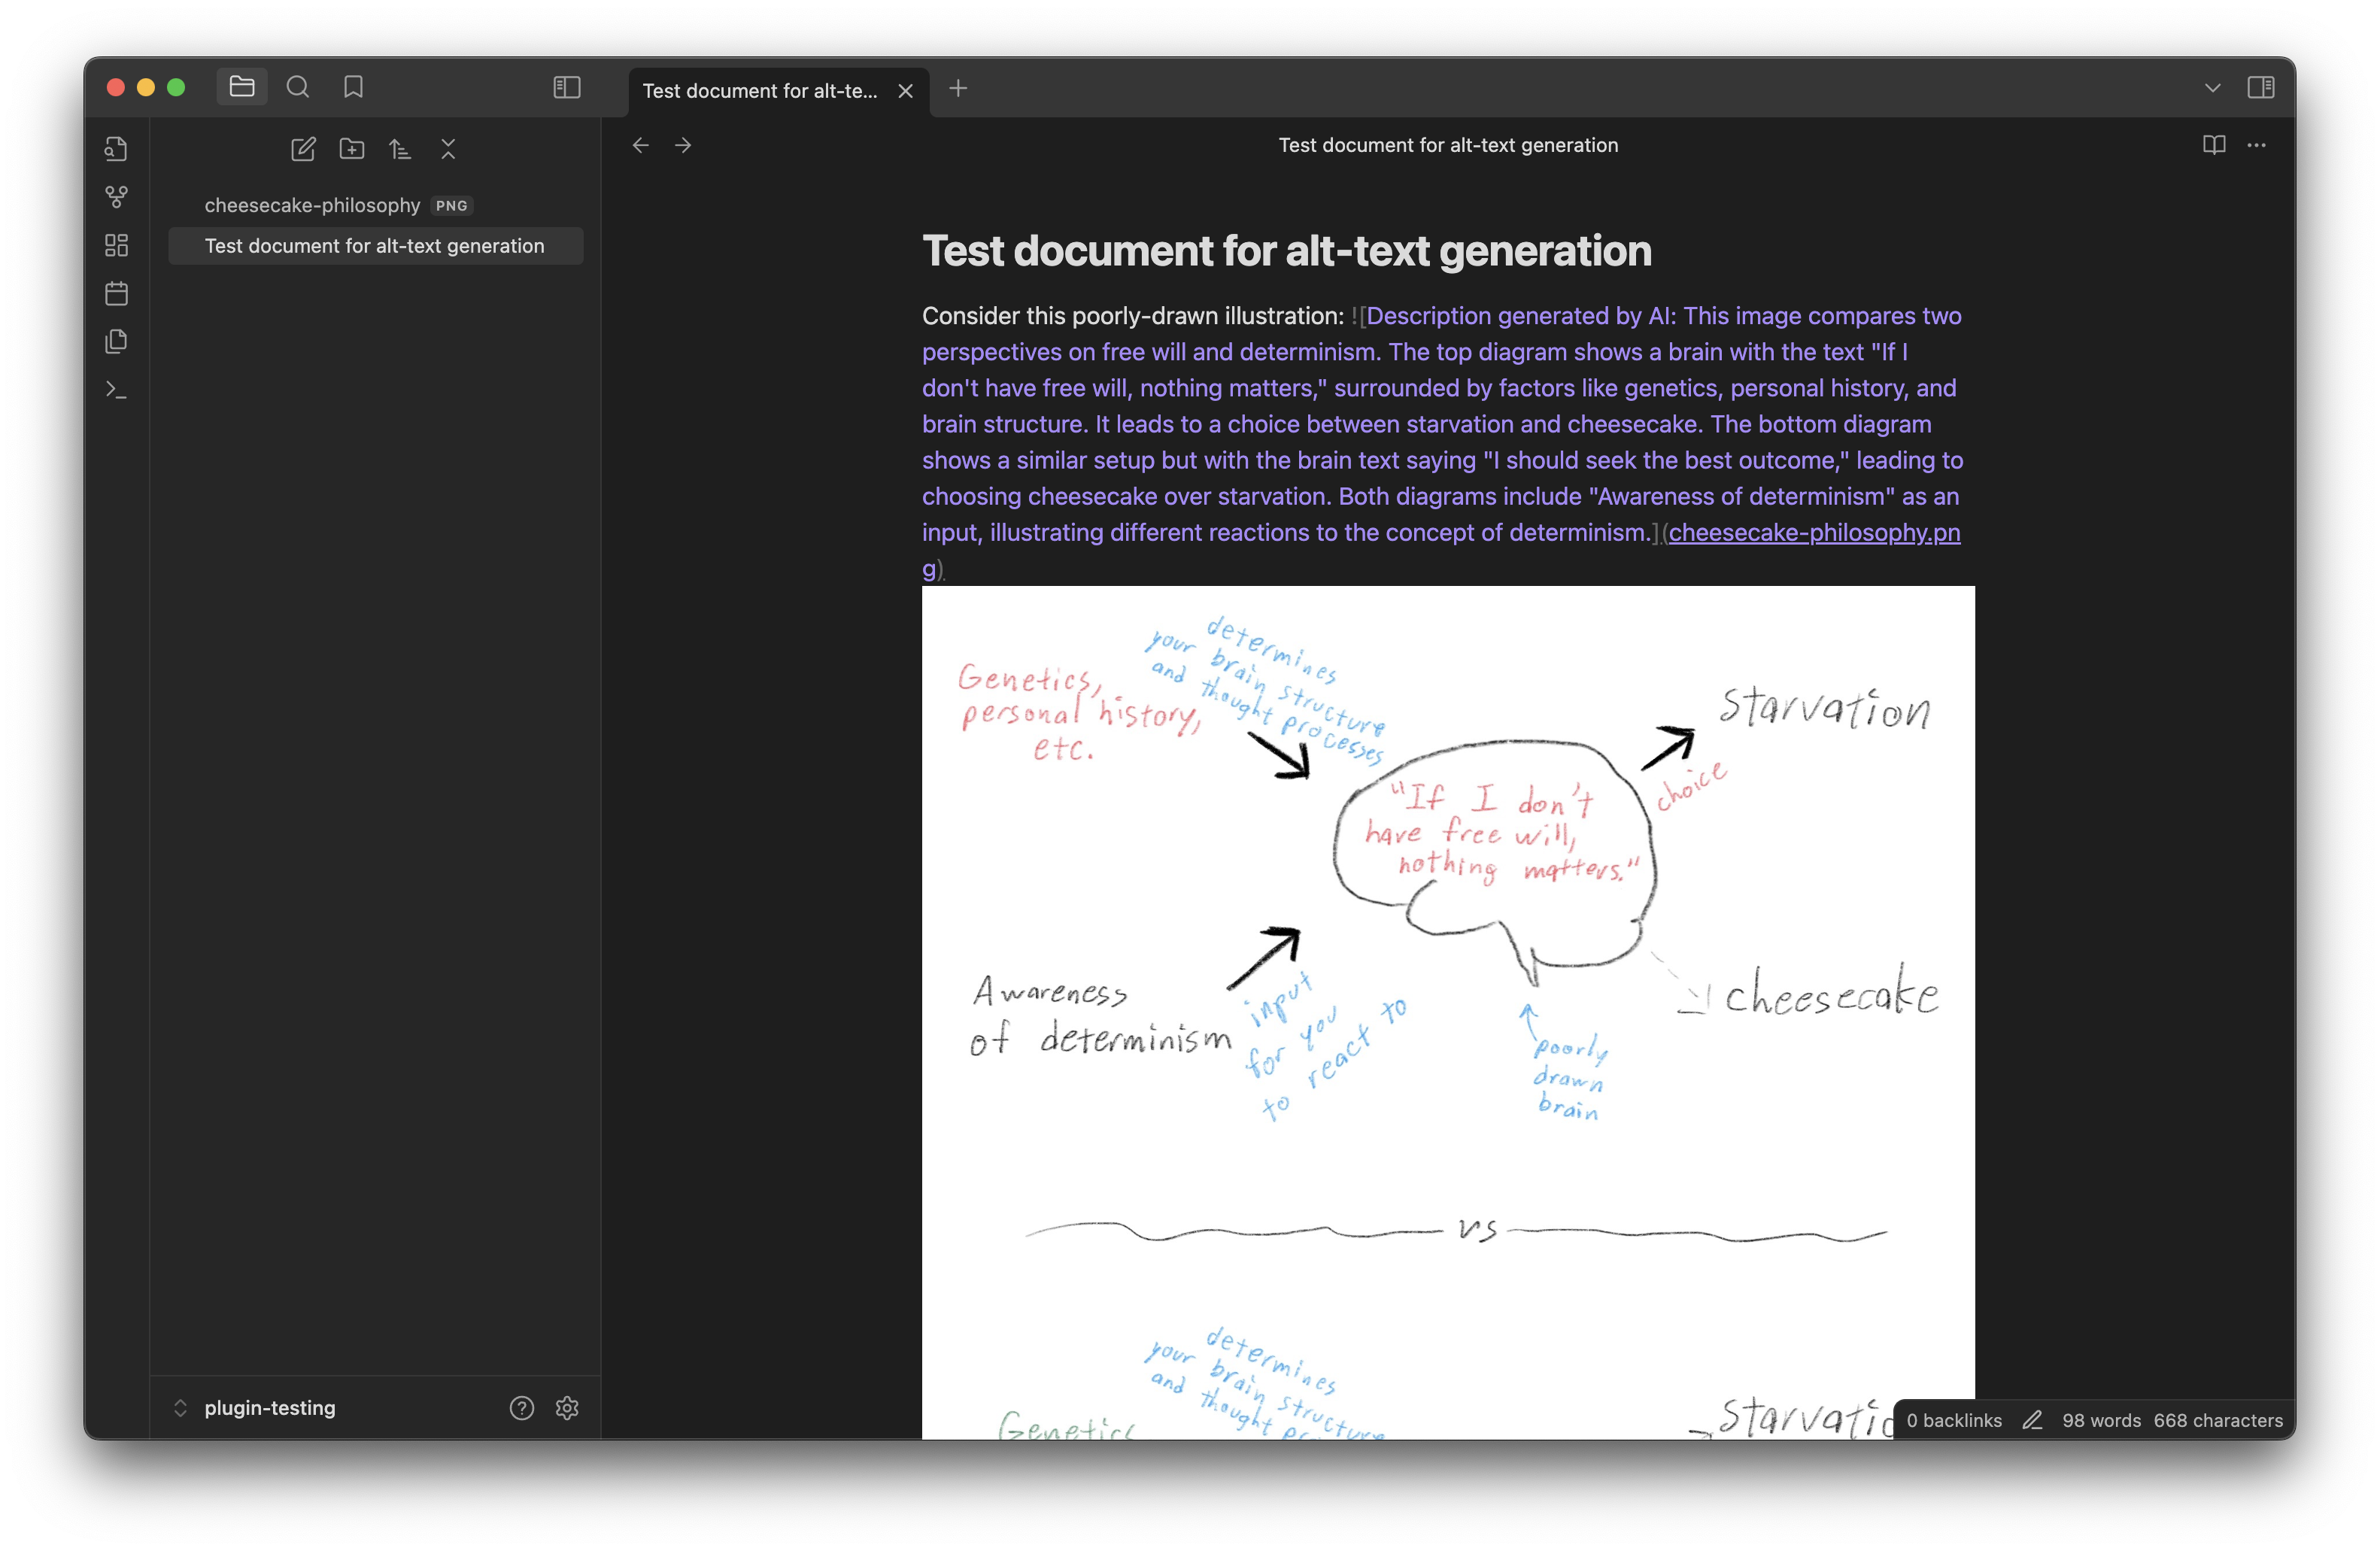 Test document for alt-te...
Test document for alt-text generation
cheesecake-philosophy PNG
Test document for alt-text generation
Test document for alt-text generation
Consider this poorly-drawn illustration: ![Description generated by AI: This image compares two
perspectives on free will and determinism. The top diagram shows a brain with the text "If I
don't have free will, nothing matters," surrounded by factors like genetics, personal history, and
brain structure. It leads to a choice between starvation and cheesecake. The bottom diagram
shows a similar setup but with the brain text saying "I should seek the best outcome," leading to
choosing cheesecake over starvation. Both diagrams include "Awareness of determinism" as an
input, illustrating different reactions to the concept of determinism.](cheesecake-philosophy.pn
g)
Genetics,
personal history,
etc.
determines
your brain structure
and thought processes
"If I don't
have free will,
nothing matters."
choice
starvation
Awareness
of determinism
input
for you
to react to
poorly
drawn
brain
cheesecake
vs
determines
your brain structure
and thought
Genetics
plugin-testing
0 backlinks 98 words 668 characters